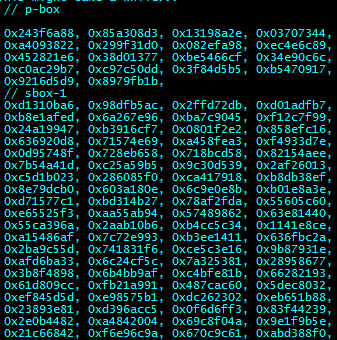 // p-box
0x243f6a88, 0x85a308d3, 0x13198a2e, 0x03707344,
0xa4093822, 0x299f31d0, 0x082efa98, 0xec4e6c89,
0x452821e6, 0x38d01377, 0xbe5466cf, 0x34e90c6c,
0xc0ac29b7, 0xc97c50dd, 0x3f84d5b5, 0xb5470917,
0x9216d5d9, 0x8979fb1b,
// sbox-1
0xd1310ba6, 0x98dfb5ac, 0x2ffd72db, 0xd01adfb7,
0xb8e1afed, 0x6a267e96, 0xba7c9045, 0xf12c7f99,
0x24a19947, 0xb3916cf7, 0x0801f2e2, 0x858efc16,
0x636920d8, 0x71574e69, 0xa458fea3, 0xf4933d7e,
0x0d95748f, 0x728eb658, 0x718bcd58, 0x82154aee,
0x7b54a41d, 0xc25a59b5, 0x9c30d539, 0x2af26013,
0xc5d1b023, 0x286085f0, 0xca417918, 0xb8db38ef,
0x8e79dcb0, 0x603a180e, 0x6c9e0e8b, 0xb01e8a3e,
0xd71577c1, 0xbd314b27, 0x78af2fda, 0x55605c60,
0xe65525f3, 0xaa55ab94, 0x57489862, 0x63e81440,
0x55ca396a, 0x2aab10b6, 0xb4cc5c34, 0x1141e8ce,
0xa15486af, 0x7c72e993, 0xb3ee1411, 0x636fbc2a,
0x2ba9c55d, 0x741831f6, 0xce5c3e16, 0x9b87931e,
0xafd6ba33, 0x6c24cf5c, 0x7a325381, 0x28958677,
0x3b8f4898, 0x6b4bb9af, 0xc4bfe81b, 0x66282193,
0x61d809cc, 0xfb21a991, 0x487cac60, 0x5dec8032,
0xef845d5d, 0xe98575b1, 0xdc262302, 0xeb651b88,
0x23893e81, 0xd396acc5, 0x0f6d6ff3, 0x83f44239,
0x2e0b4482, 0xa4842004, 0x69c8f04a, 0x9e1f9b5e,
0x21c66842, 0xf6e96c9a, 0x670c9c61, 0xabd388f0,